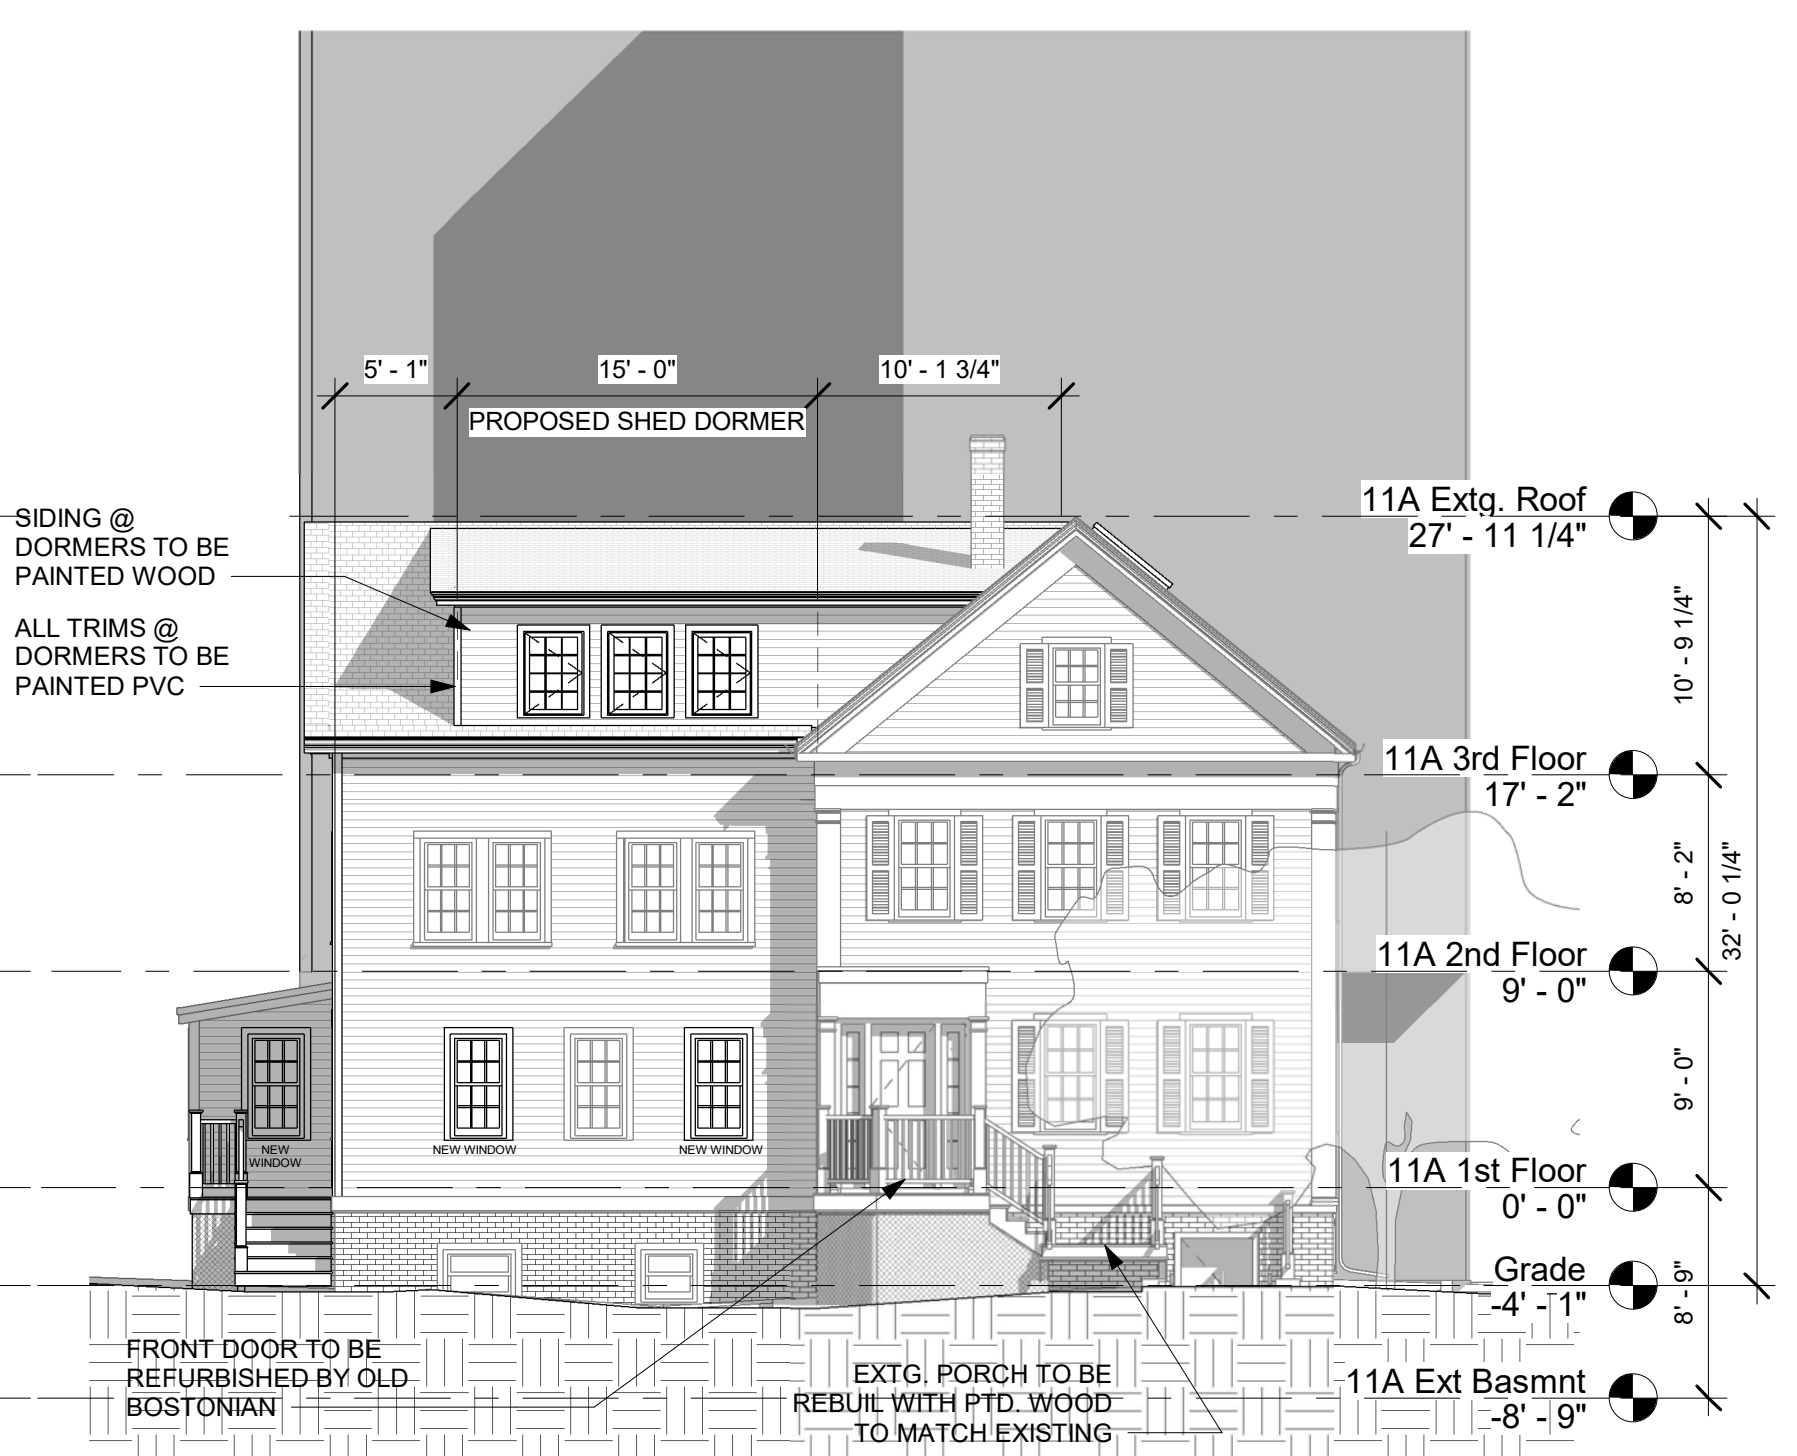 5' - 1"
15' - 0"
10' - 1 3/4"
PROPOSED SHED DORMER
SIDING @
DORMERS TO BE
PAINTED WOOD
ALL TRIMS @
DORMERS TO BE
PAINTED PVC
11A Extg. Roof
27' - 11 1/4"
10' - 9 1/4"
11A 3rd Floor
17' - 2"
8' - 2"
32' - 0 1/4"
11A 2nd Floor
9' - 0"
9' - 0"
NEW
WINDOW
NEW WINDOW
NEW WINDOW
11A 1st Floor
0' - 0"
Grade
-4' - 1"
8' - 9"
11A Ext Basmnt
-8' - 9"
FRONT DOOR TO BE
REFURBISHED BY OLD
BOSTONIAN
EXTG. PORCH TO BE
REBUIL WITH PTD. WOOD
TO MATCH EXISTING